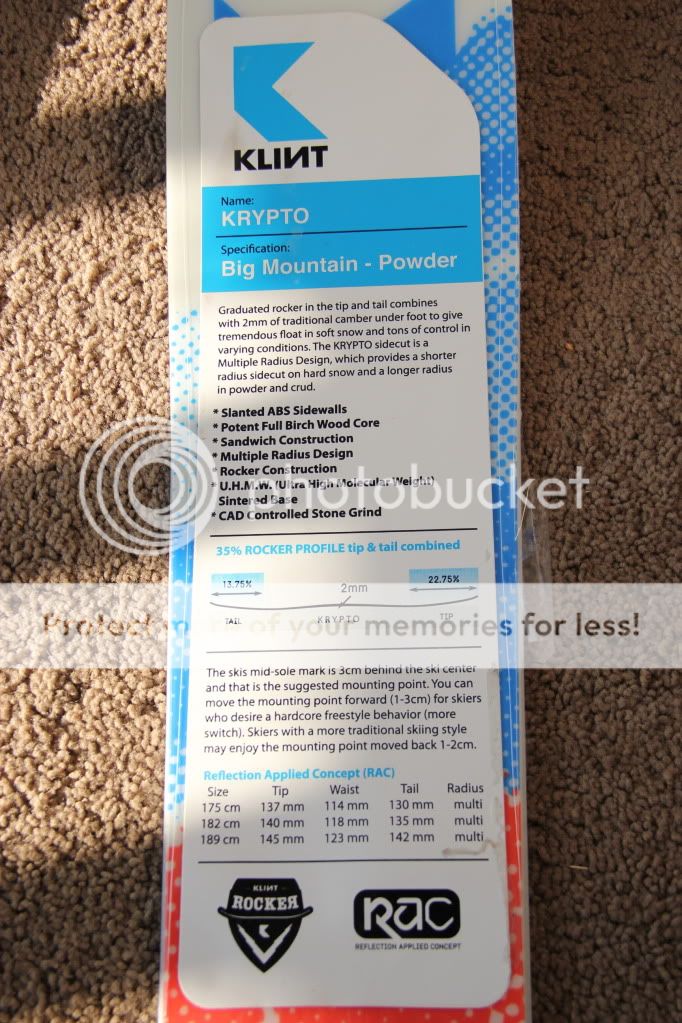 KLINT
Name:
KRYPTO
Specification:
Big Mountain - Powder
Graduated rocker in the tip and tail combines
with 2mm of traditional camber under foot to give
tremendous float in soft snow and tons of control in
varying conditions. The KRYPTO sidecut is a
Multiple Radius Design, which provides a shorter
radius sidecut on hard snow and a longer radius
in powder and crud.
* Slanted ABS Sidewalls
* Potent Full Birch Wood Core
* Sandwich Construction
* Multiple Radius Design
* Rocker Construction
* U.H.M.W. (Ultra High Molecular Weight)
Sintered Base
* CAD Controlled Stone Grind
photobucket
35% ROCKER PROFILE tip & tail combined
13.75% 2mm 22.75%
TAIL KRYPTO TIP
Protect more of your memories for less!
The skis mid-sole mark is 3cm behind the ski center
and that is the suggested mounting point. You can
move the mounting point forward (1-3cm) for skiers
who desire a hardcore freestyle behavior (more
switch). Skiers with a more traditional skiing style
may enjoy the mounting point moved back 1-2cm.
Reflection Applied Concept (RAC)
Size Tip Waist Tail Radius
175 cm 137 mm 114 mm 130 mm multi
182 cm 140 mm 118 mm 135 mm multi
189 cm 145 mm 123 mm 142 mm multi
KLINT
ROCKER
RAC
REFLECTION APPLIED CONCEPT